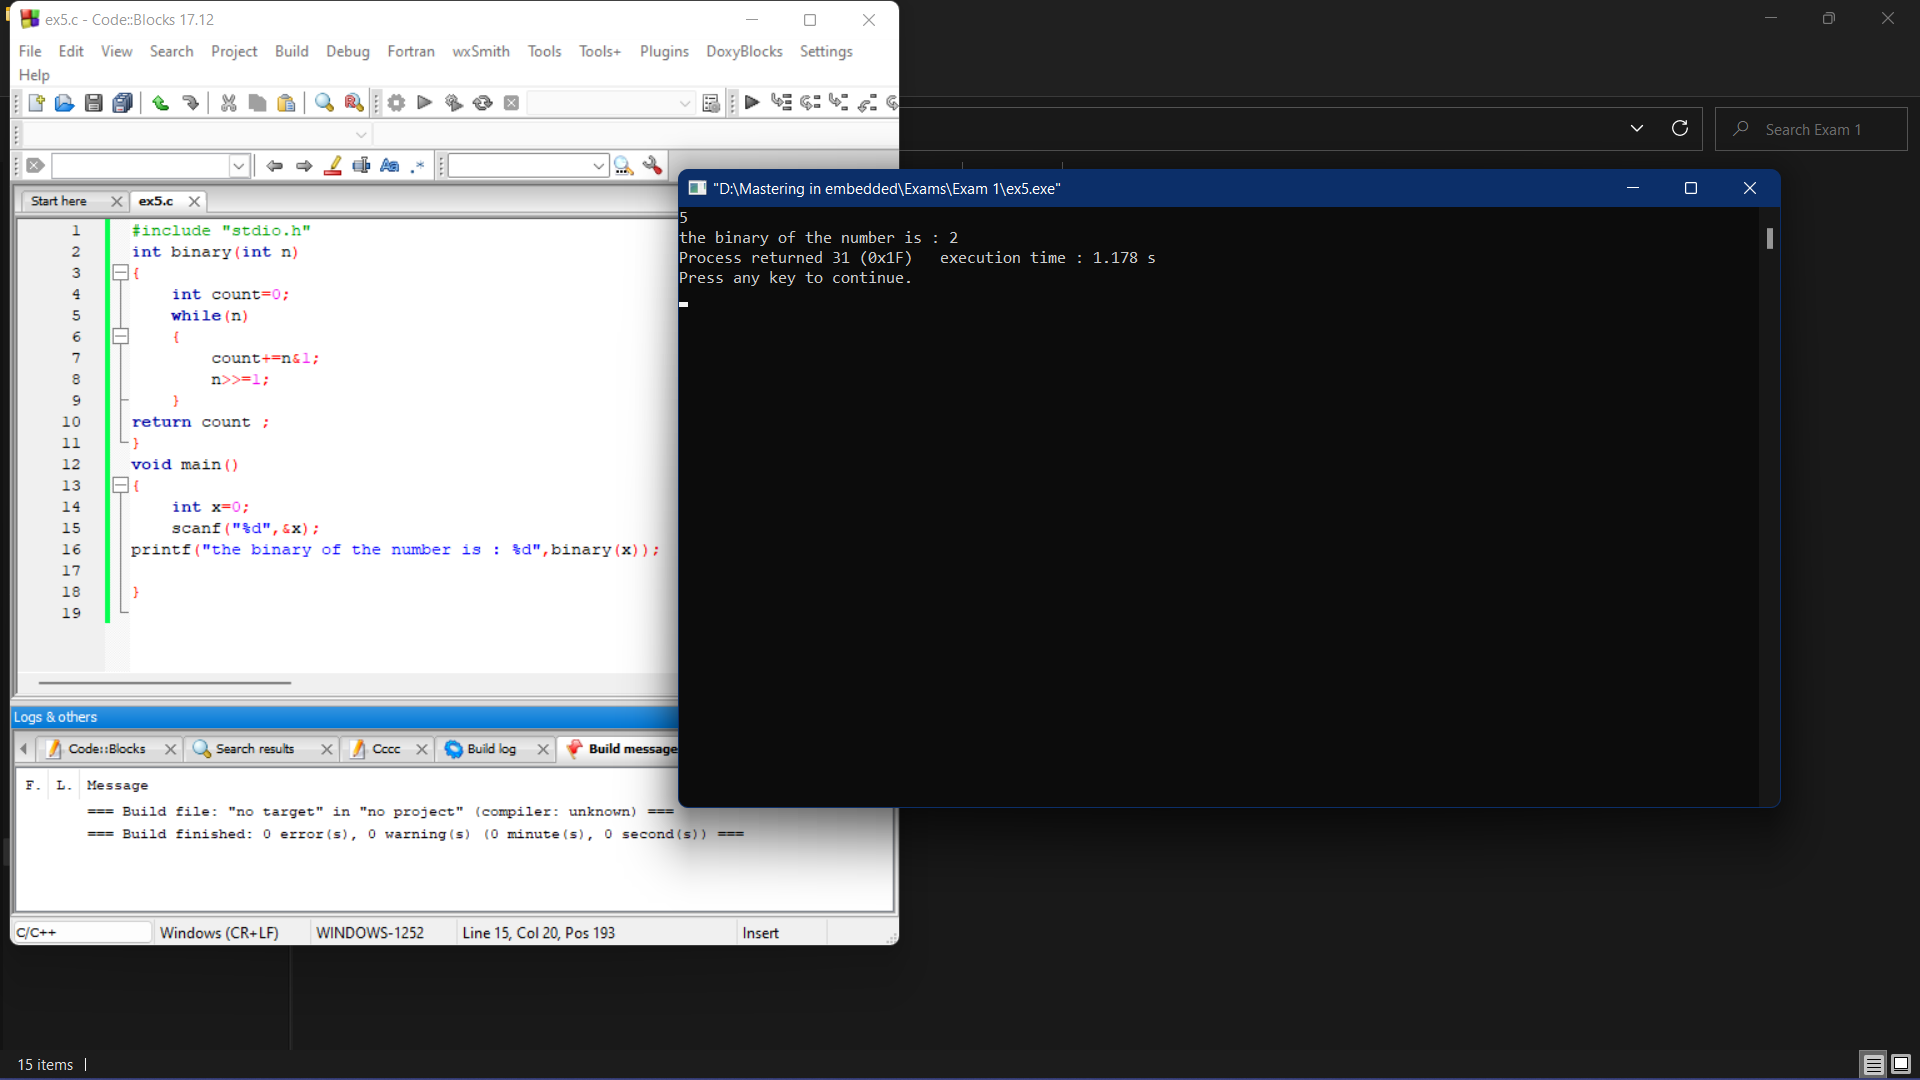 ex5.c - Code::Blocks 17.12
File Edit View Search Project Build Debug Fortran wxSmith Tools Tools+ Plugins DoxyBlocks Settings
Help
Search Exam 1
Start here
ex5.c
1 #include "stdio.h"
2 int binary(int n)
3 {
4 int count=0;
5 while(n)
6 {
7 count+=n&1;
8 n>>=1;
9 }
10 return count ;
11 }
12 void main()
13 {
14 int x=0;
15 scanf("%d",&x);
16 printf("the binary of the number is : %d",binary(x));
17
18 }
19
"D:\Mastering in embedded\Exams\Exam 1\ex5.exe"
5
the binary of the number is : 2
Process returned 31 (0x1F)   execution time : 1.178 s
Press any key to continue.
Logs & others
Code::Blocks
Search results
Cccc
Build log
Build message
F. L. Message
=== Build file: "no target" in "no project" (compiler: unknown) ===
=== Build finished: 0 error(s), 0 warning(s) (0 minute(s), 0 second(s)) ===
C/C++
Windows (CR+LF)
WINDOWS-1252
Line 15, Col 20, Pos 193
Insert
15 items